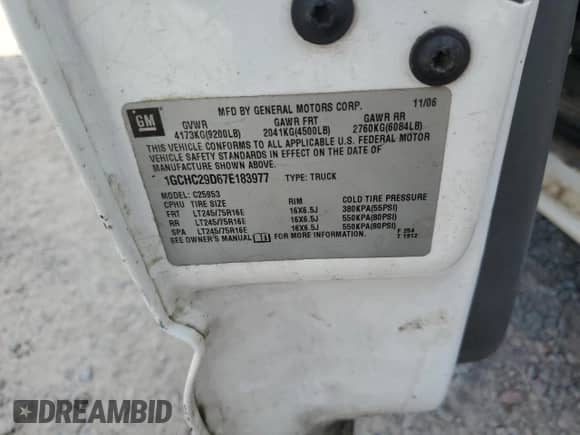 GM
MFD BY GENERAL MOTORS CORP. 11/06
GVWR GAWR FRT GAWR RR
4173KG(9200LB) 2041KG(4500LB) 2760KG(6084LB)
THIS VEHICLE CONFORMS TO ALL APPLICABLE U.S. FEDERAL MOTOR
VEHICLE SAFETY STANDARDS IN EFFECT ON THE DATE OF
MANUFACTURE SHOWN ABOVE.
1GCHC29D67E183977 TYPE: TRUCK
MODEL: C25953
CPHU TIRE SIZE RIM COLD TIRE PRESSURE
FRT LT245/75R16E 16X6.5J 380KPA(55PSI)
RR LT245/75R16E 16X6.5J 550KPA(80PSI)
SPA LT245/75R16E 16X6.5J 550KPA(80PSI)
SEE OWNER'S MANUAL FOR MORE INFORMATION.
F 254
T 1912
DREAMBID